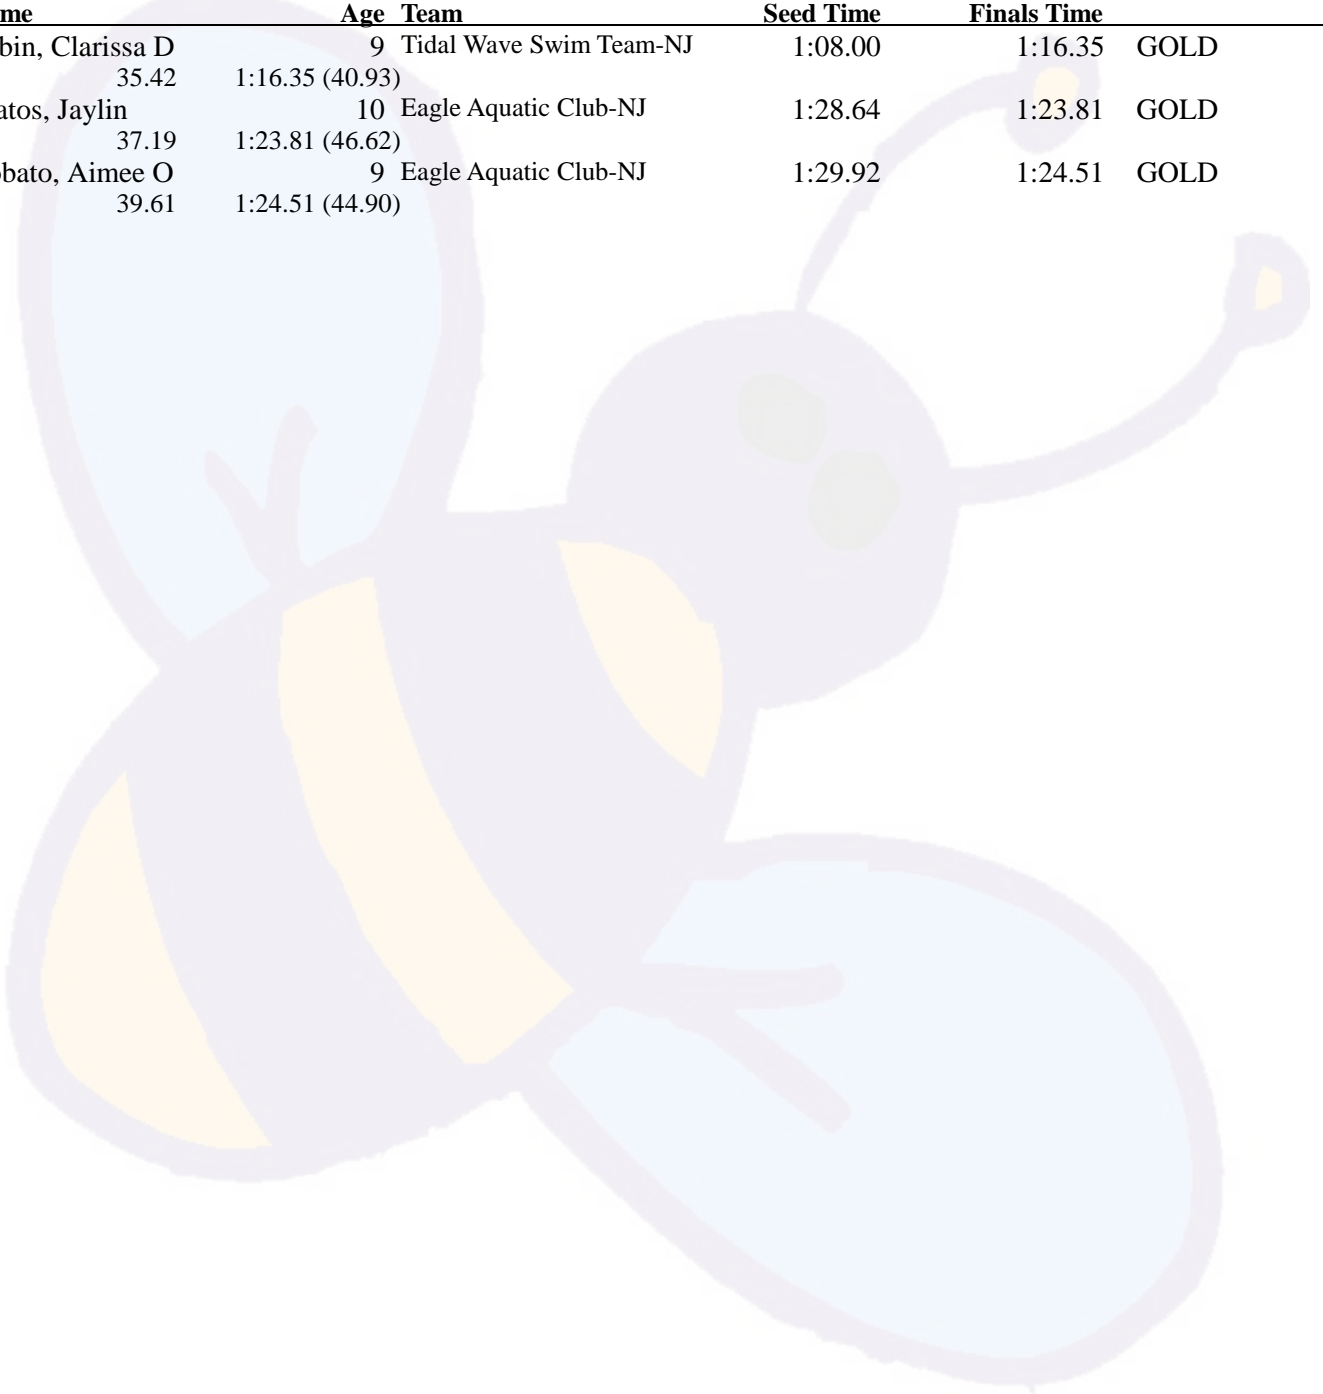 me Age Team Seed Time Finals Time
bin, Clarissa D 9 Tidal Wave Swim Team-NJ 1:08.00 1:16.35 GOLD
35.42 1:16.35 (40.93)
atos, Jaylin 10 Eagle Aquatic Club-NJ 1:28.64 1:23.81 GOLD
37.19 1:23.81 (46.62)
bato, Aimee O 9 Eagle Aquatic Club-NJ 1:29.92 1:24.51 GOLD
39.61 1:24.51 (44.90)